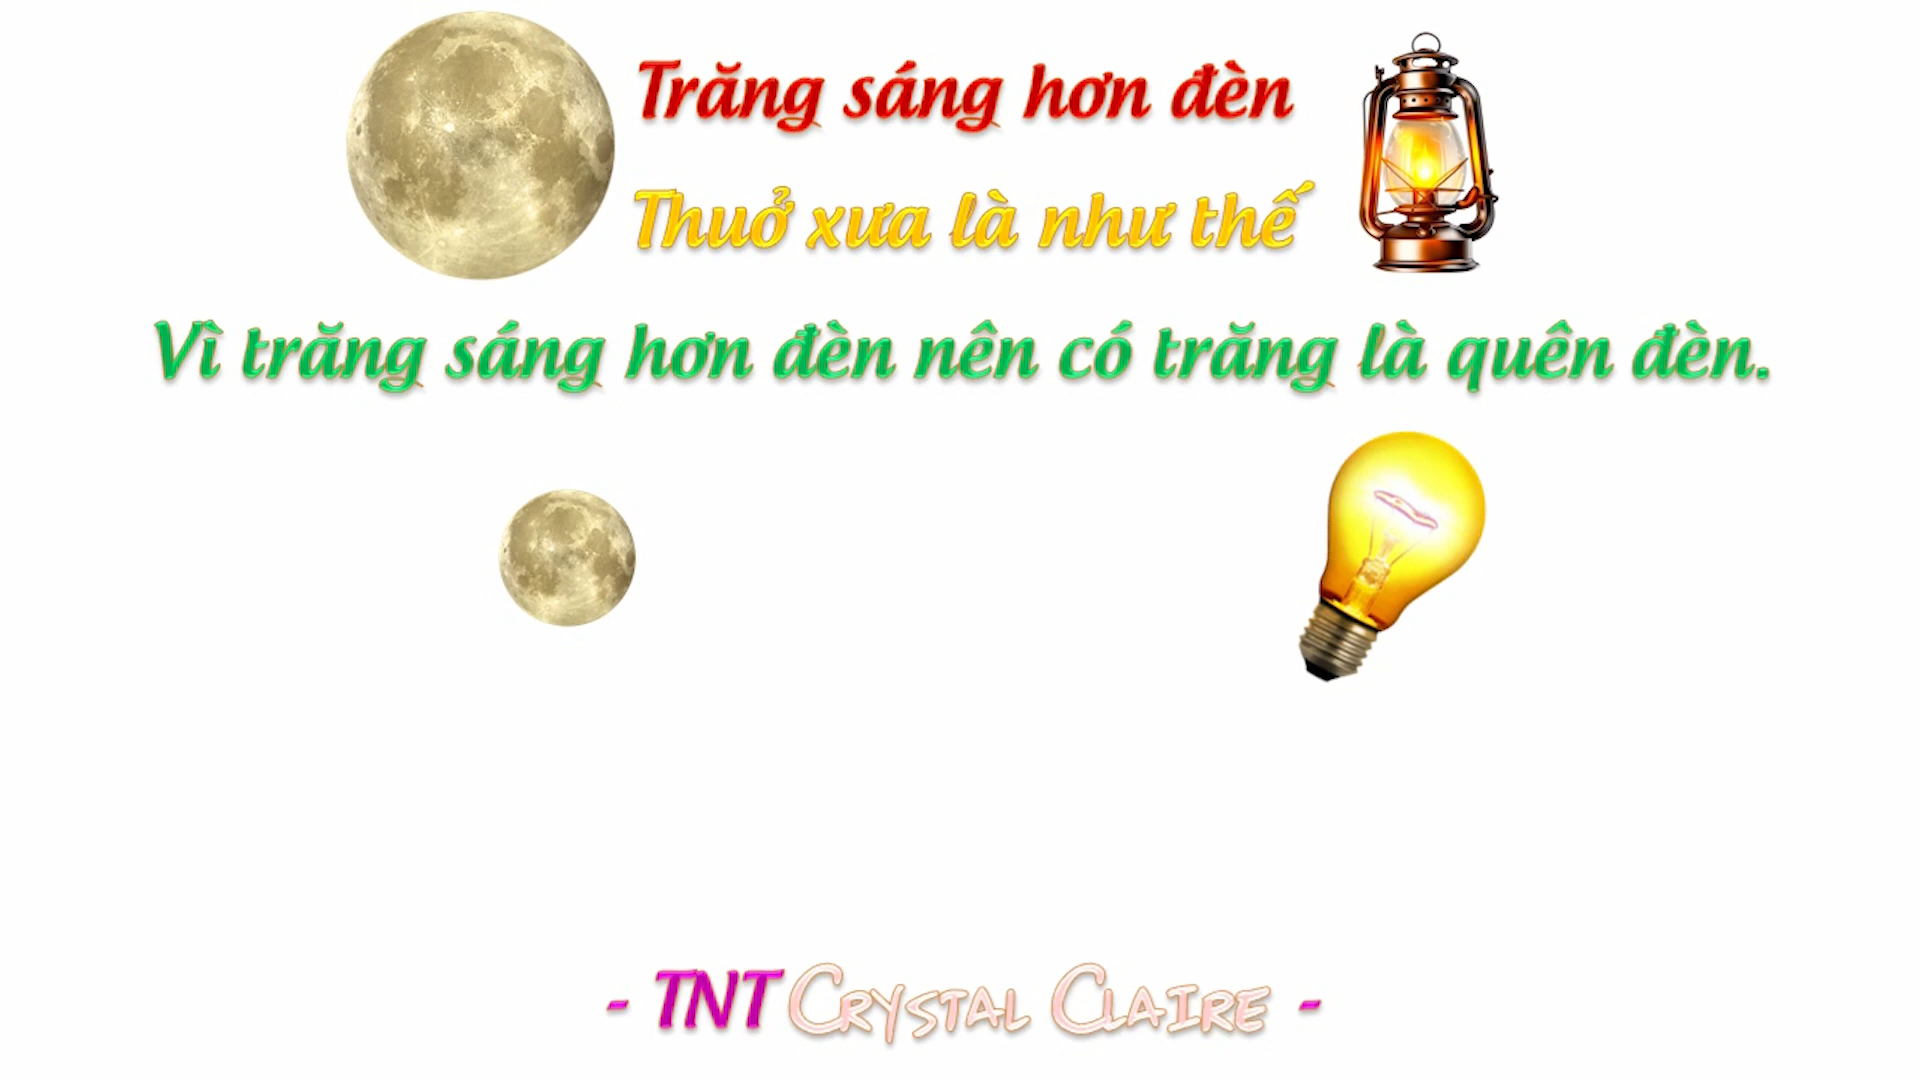 Trăng sáng hơn đèn
Thuở xưa là như thế
Vì trăng sáng hơn đèn nên có trăng là quên đèn.
- TNT Crystal Claire -